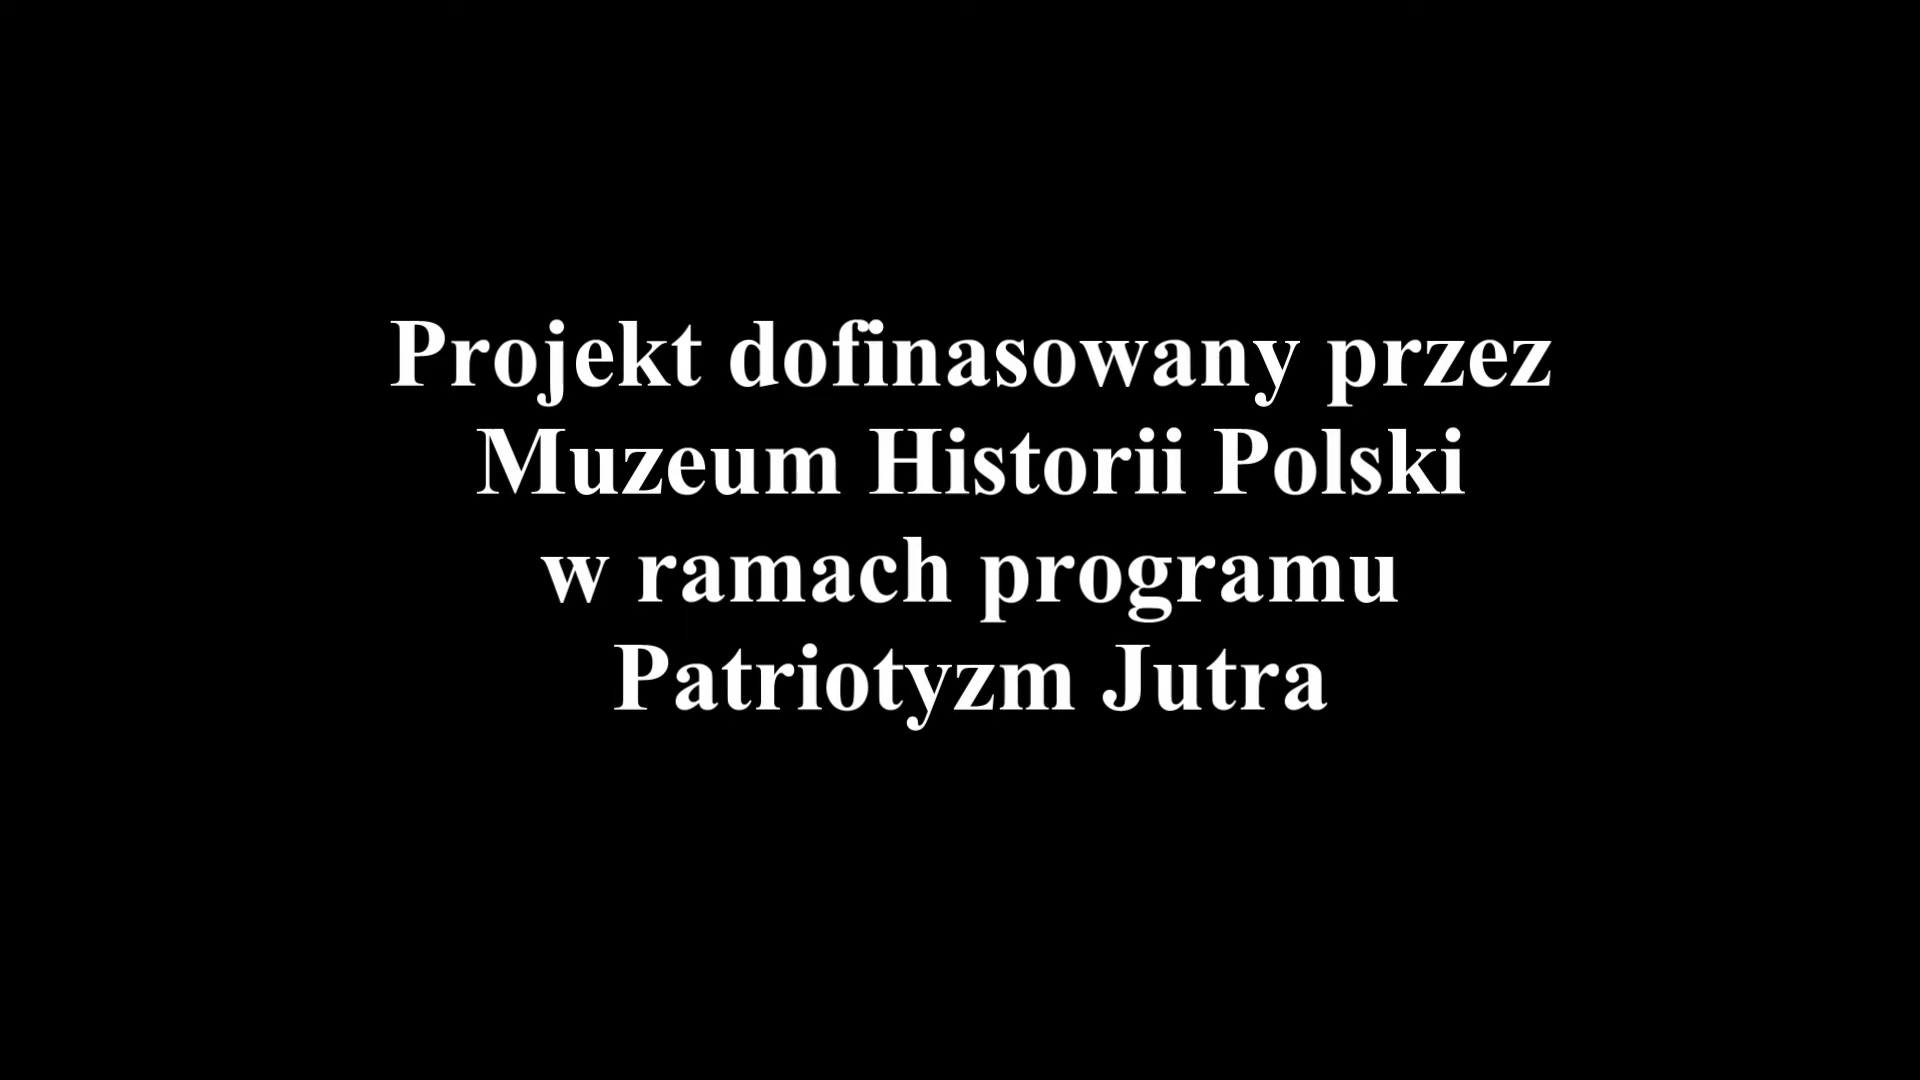 Projekt dofinasowany przez
Muzeum Historii Polski
w ramach programu
Patriotyzm Jutra